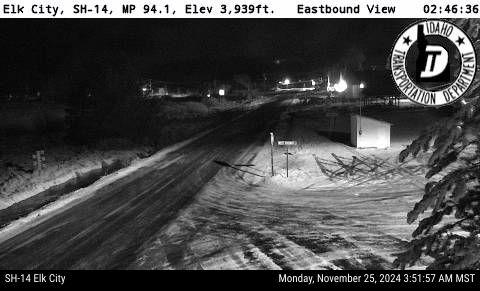 Elk City, SH-14, MP 94.1, Elev 3,939ft.   Eastbound View   02:46:36
IDAHO
TRANSPORTATION DEPARTMENT
SH-14 Elk City
Monday, November 25, 2024 3:51:57 AM MST